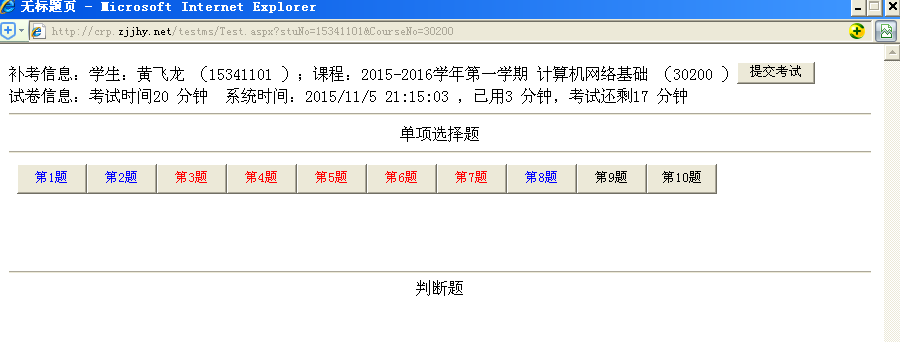 无标题页 - Microsoft Internet Explorer
http://crp.zjjhy.net/testms/Test.aspx?stuNo=15341101&CourseNo=30200
补考信息：学生：黄飞龙 （15341101 ）；课程：2015-2016学年第一学期 计算机网络基础 （30200 ） 提交考试
试卷信息：考试时间20 分钟 系统时间：2015/11/5 21:15:03 ，已用3 分钟，考试还剩17 分钟
单项选择题
第1题 第2题 第3题 第4题 第5题 第6题 第7题 第8题 第9题 第10题
判断题